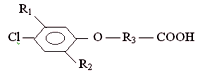 R₁
Cl
O—R₃—COOH
R₂